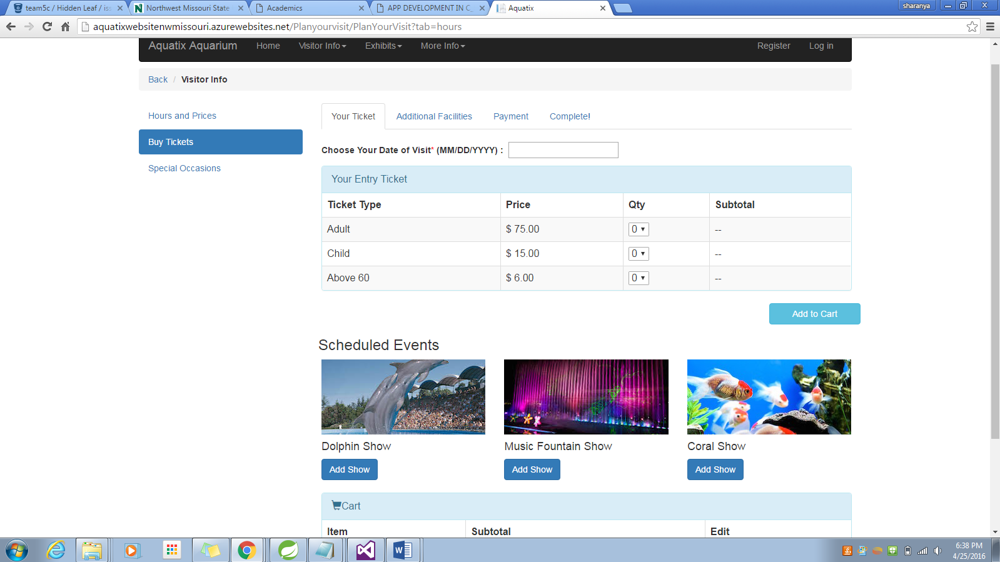 team5c / Hidden Leaf / iss
Northwest Missouri State
Academics
APP DEVELOPMENT IN C_
Aquatix
sharanya
aquatixwebsitenwmissouri.azurewebsites.net/Planyourvisit/PlanYourVisit?tab=hours
Aquatix Aquarium Home Visitor Info Exhibits More Info Register Log in
Back / Visitor Info
Hours and Prices
Buy Tickets
Special Occasions
Your Ticket Additional Facilities Payment Complete!
Choose Your Date of Visit* (MM/DD/YYYY) :
Your Entry Ticket
Ticket Type Price Qty Subtotal
Adult $ 75.00 0 --
Child $ 15.00 0 --
Above 60 $ 6.00 0 --
Add to Cart
Scheduled Events
Dolphin Show Music Fountain Show Coral Show
Add Show Add Show Add Show
Cart
Item Subtotal Edit
6:38 PM
4/25/2016